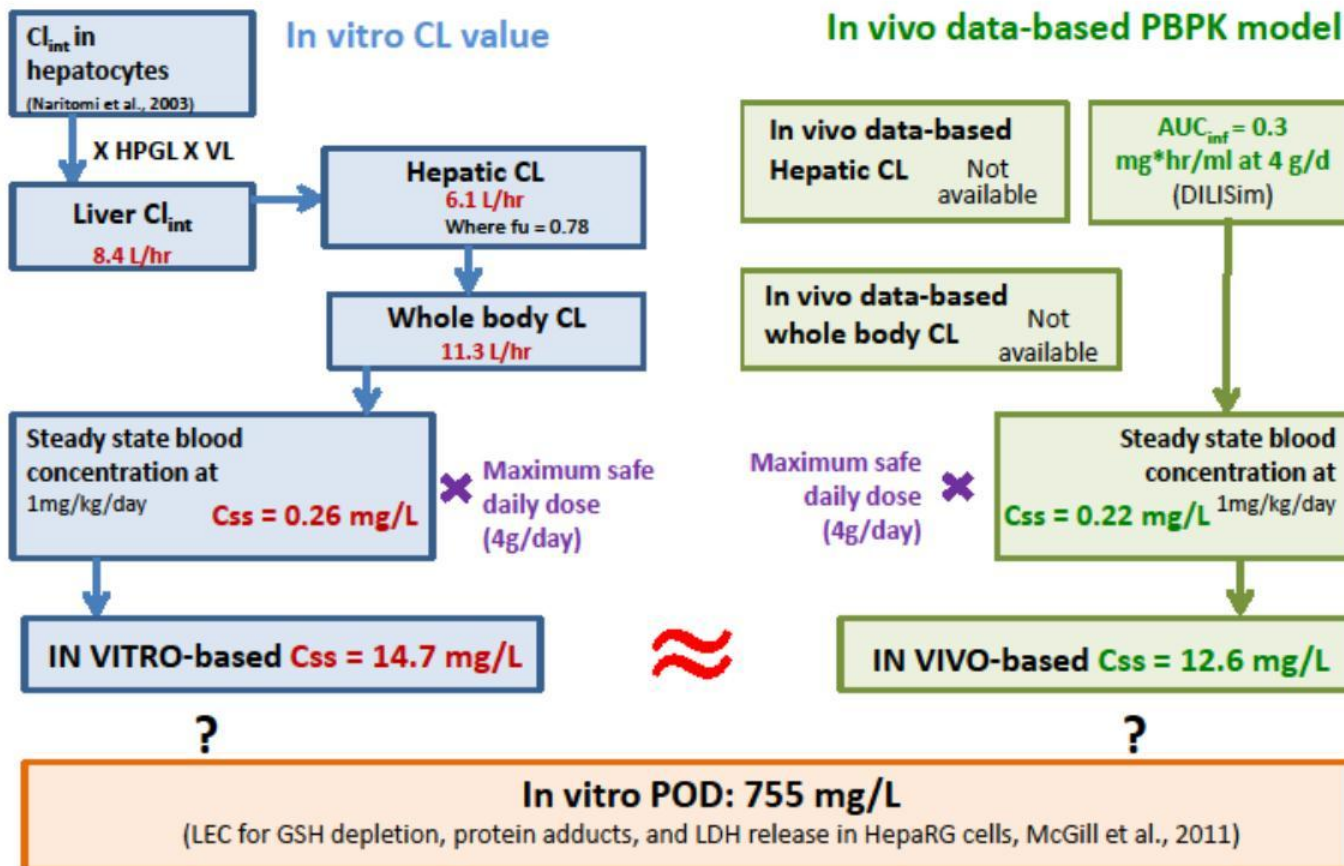 In vitro CL value
Cl_int in
hepatocytes
(Naritomi et al., 2003)
X HPGL X VL
Liver Cl_int
8.4 L/hr
Hepatic CL
6.1 L/hr
Where fu = 0.78
Whole body CL
11.3 L/hr
Steady state blood
concentration at
1mg/kg/day
Css = 0.26 mg/L
Maximum safe
daily dose
(4g/day)
IN VITRO-based Css = 14.7 mg/L
In vivo data-based PBPK model
In vivo data-based
Hepatic CL Not
available
AUC_inf = 0.3
mg*hr/ml at 4 g/d
(DILISim)
In vivo data-based
whole body CL Not
available
Maximum safe
daily dose
(4g/day)
Steady state blood
concentration at
Css = 0.22 mg/L 1mg/kg/day
≈
IN VIVO-based Css = 12.6 mg/L
? ?
In vitro POD: 755 mg/L
(LEC for GSH depletion, protein adducts, and LDH release in HepaRG cells, McGill et al., 2011)